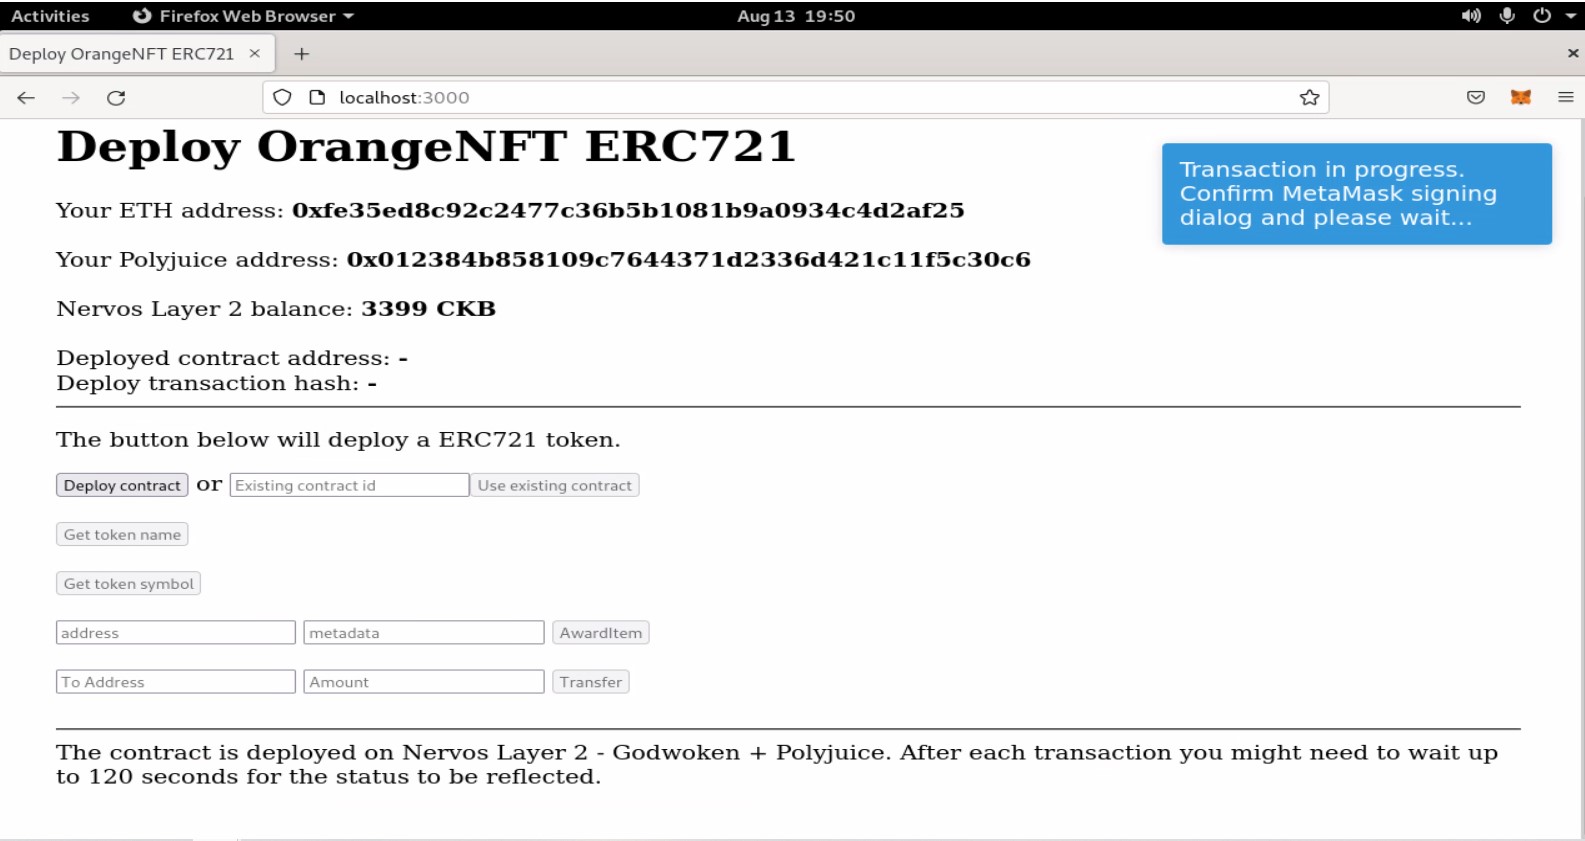 Activities Firefox Web Browser Aug 13 19:50
Deploy OrangeNFT ERC721 × +
localhost:3000
Deploy OrangeNFT ERC721
Transaction in progress.
Confirm MetaMask signing
dialog and please wait...
Your ETH address: 0xfe35ed8c92c2477c36b5b1081b9a0934c4d2af25
Your Polyjuice address: 0x012384b858109c7644371d2336d421c11f5c30c6
Nervos Layer 2 balance: 3399 CKB
Deployed contract address: -
Deploy transaction hash: -
The button below will deploy a ERC721 token.
Deploy contract or Existing contract id Use existing contract
Get token name
Get token symbol
address metadata AwardItem
To Address Amount Transfer
The contract is deployed on Nervos Layer 2 - Godwoken + Polyjuice. After each transaction you might need to wait up
to 120 seconds for the status to be reflected.